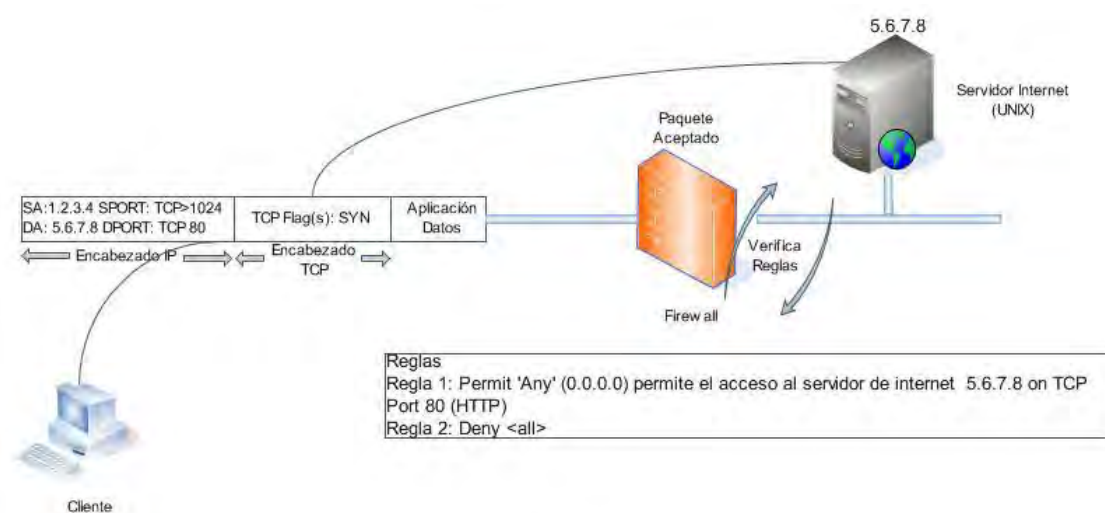 5.6.7.8
Servidor Internet
(UNIX)
Paquete
Aceptado
SA:1.2.3.4 SPORT: TCP>1024
DA: 5.6.7.8 DPORT: TCP 80
TCP Flag(s): SYN
Aplicación
Datos
Encabezado IP
Encabezado
TCP
Verifica
Reglas
Firewall
Reglas
Regla 1: Permit 'Any' (0.0.0.0) permite el acceso al servidor de internet 5.6.7.8 on TCP
Port 80 (HTTP)
Regla 2: Deny <all>
Cliente